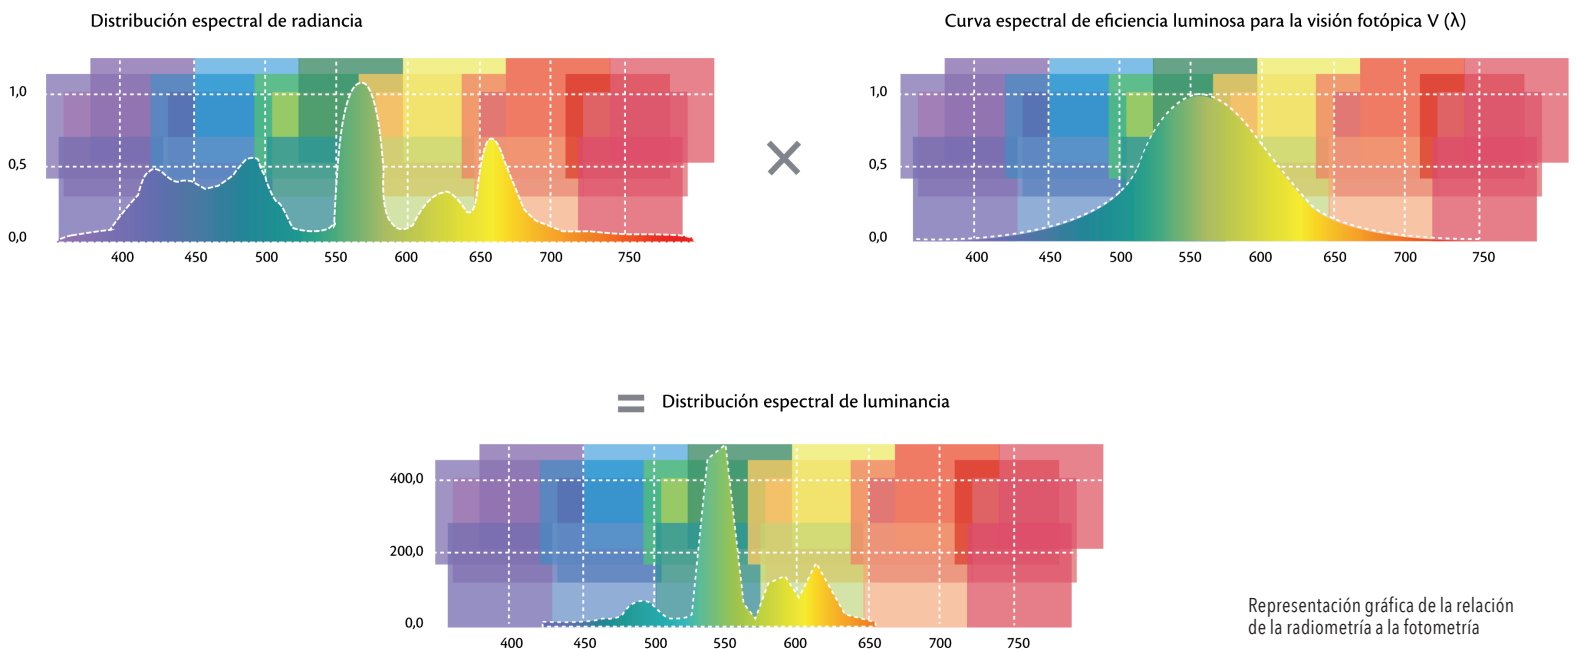 Distribución espectral de radiancia
1,0
0,5
0,0
400 450 500 550 600 650 700 750
Curva espectral de eficiencia luminosa para la visión fotópica V (λ)
1,0
0,5
0,0
400 450 500 550 600 650 700 750
= Distribución espectral de luminancia
400,0
200,0
0,0
400 450 500 550 600 650 700 750
Representación gráfica de la relación
de la radiometría a la fotometría